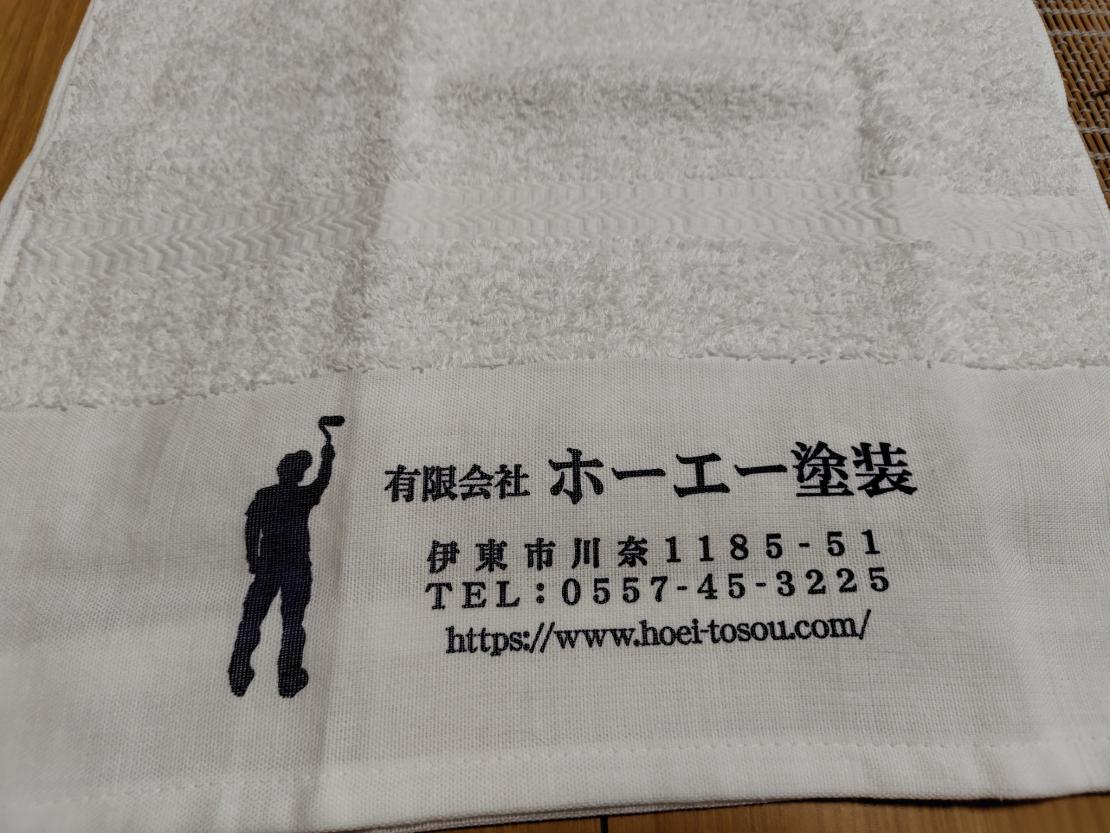 有限会社 ホーエー塗装
伊東市川奈1185-51
TEL:0557-45-3225
https://www.hoei-tosou.com/